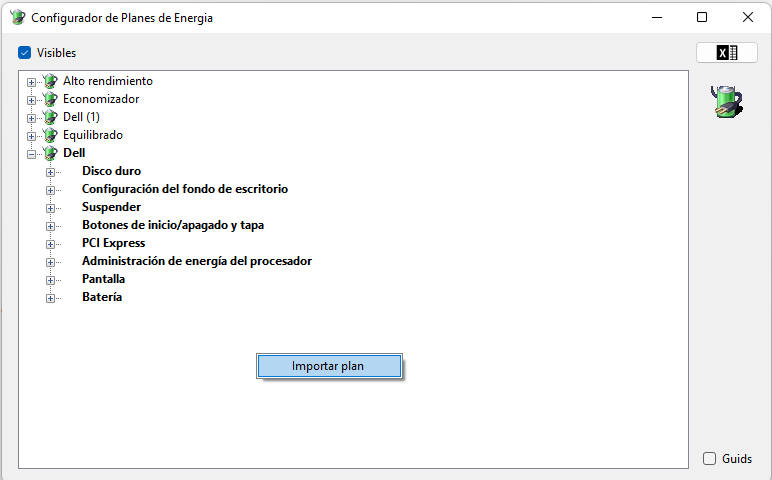 Configurador de Planes de Energia
Visibles
Alto rendimiento
Economizador
Dell (1)
Equilibrado
Dell
Disco duro
Configuración del fondo de escritorio
Suspender
Botones de inicio/apagado y tapa
PCI Express
Administración de energía del procesador
Pantalla
Batería
Importar plan
Guids